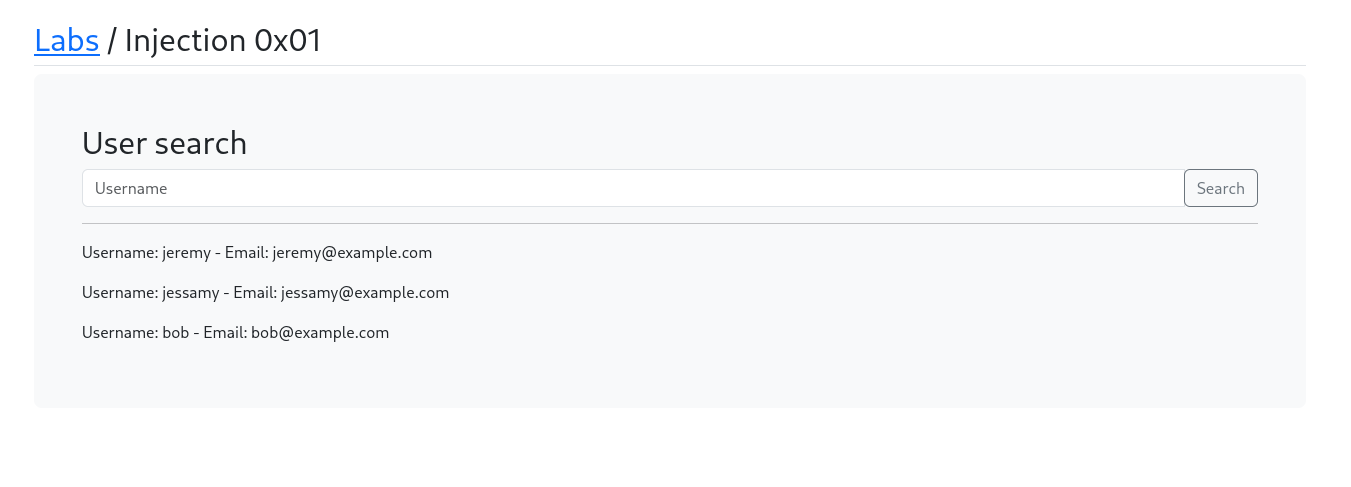 Labs / Injection 0x01
User search
Username Search
Username: jeremy - Email: jeremy@example.com
Username: jessamy - Email: jessamy@example.com
Username: bob - Email: bob@example.com